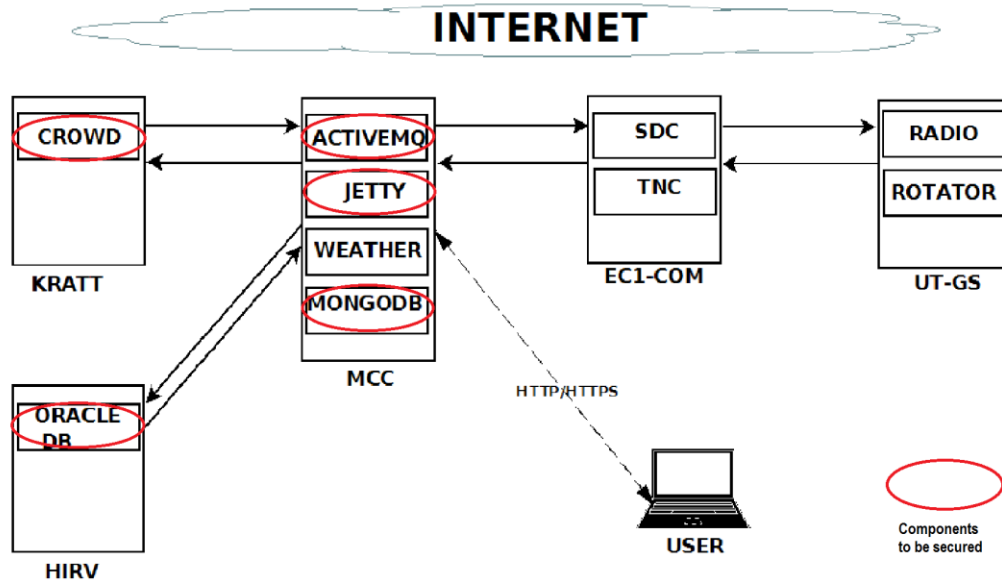 INTERNET
CROWD
KRATT
ACTIVEMQ
JETTY
WEATHER
MONGODB
MCC
SDC
TNC
EC1-COM
RADIO
ROTATOR
UT-GS
ORACLE
DB
HIRV
HTTP/HTTPS
USER
Components
to be secured